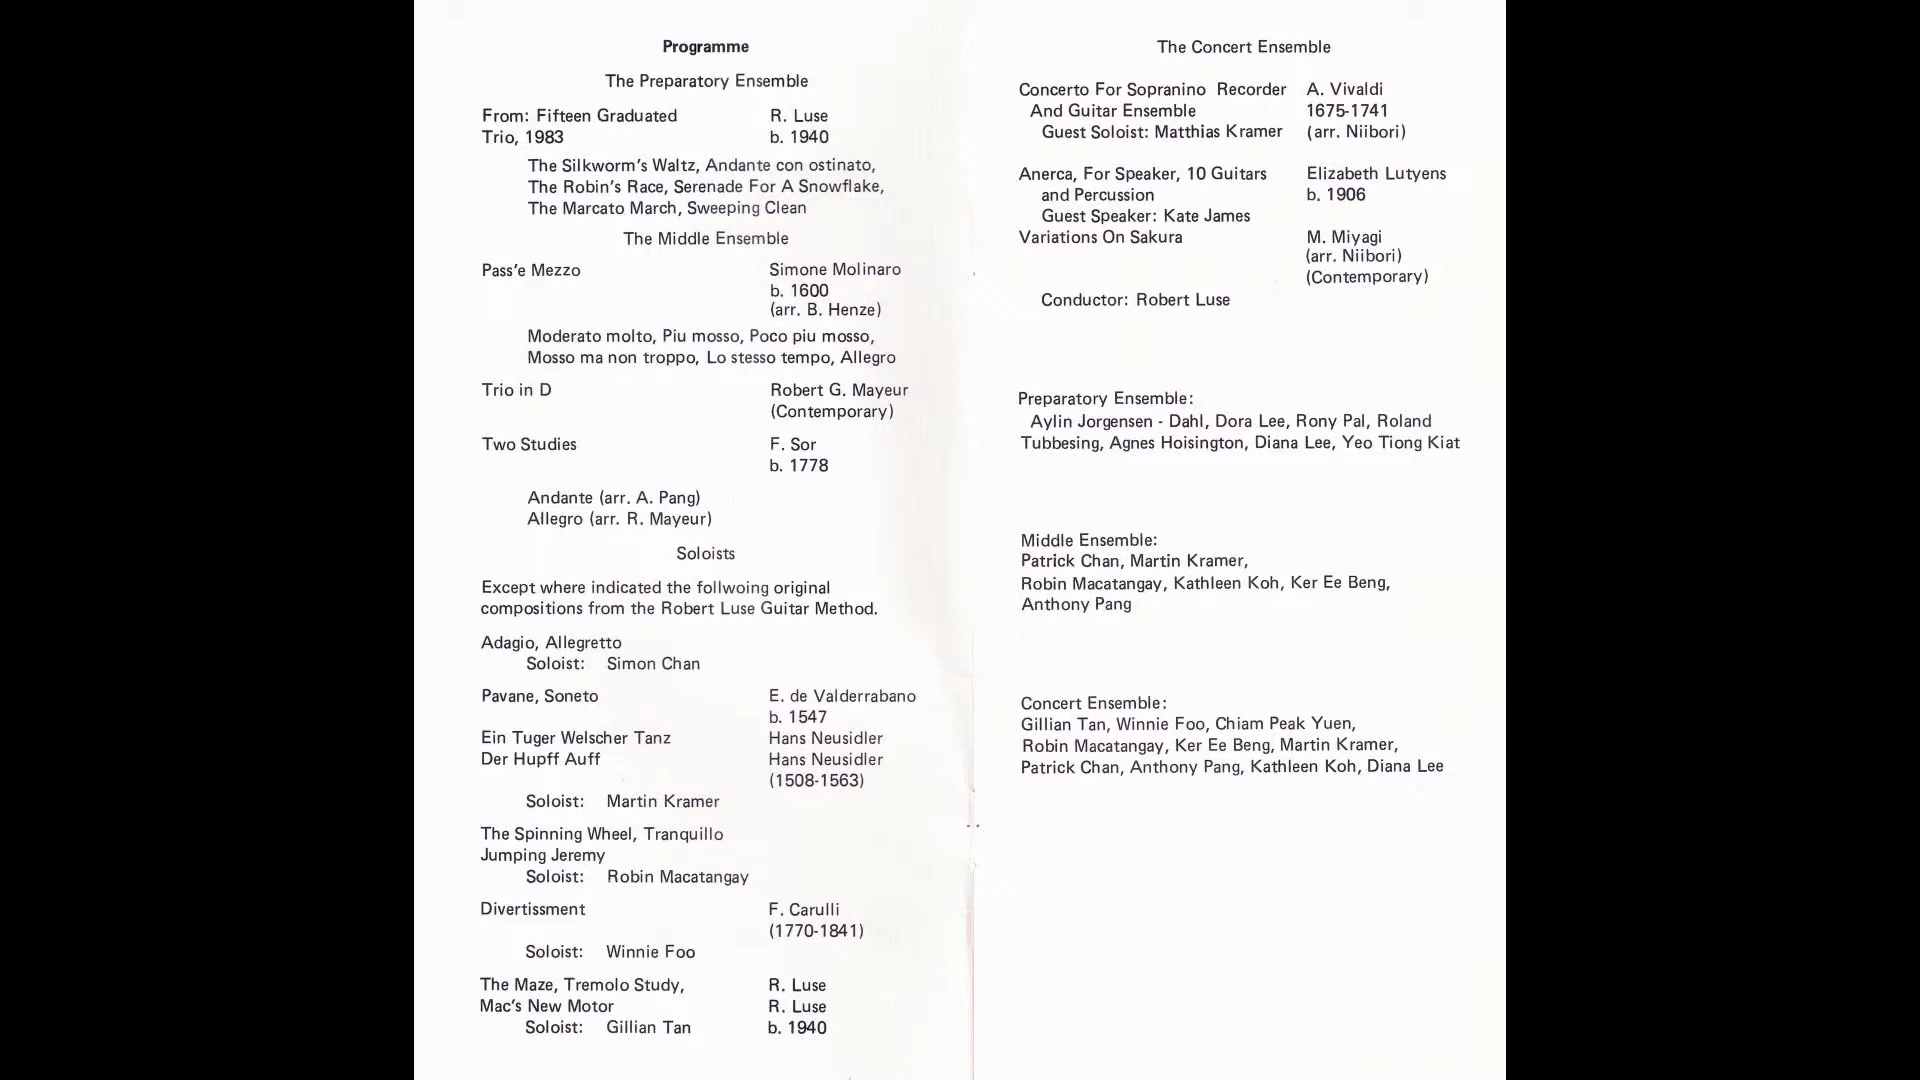 Programme
The Preparatory Ensemble
From: Fifteen Graduated R. Luse
Trio, 1983 b. 1940
The Silkworm's Waltz, Andante con ostinato,
The Robin's Race, Serenade For A Snowflake,
The Marcato March, Sweeping Clean
The Middle Ensemble
Pass'e Mezzo Simone Molinaro
b. 1600
(arr. B. Henze)
Moderato molto, Piu mosso, Poco piu mosso,
Mosso ma non troppo, Lo stesso tempo, Allegro
Trio in D Robert G. Mayeur
(Contemporary)
Two Studies F. Sor
b. 1778
Andante (arr. A. Pang)
Allegro (arr. R. Mayeur)
Soloists
Except where indicated the follwoing original
compositions from the Robert Luse Guitar Method.
Adagio, Allegretto
Soloist: Simon Chan
Pavane, Soneto E. de Valderrabano
b. 1547
Ein Tuger Welscher Tanz Hans Neusidler
Der Hupff Auff Hans Neusidler
(1508-1563)
Soloist: Martin Kramer
The Spinning Wheel, Tranquillo
Jumping Jeremy
Soloist: Robin Macatangay
Divertissment F. Carulli
(1770-1841)
Soloist: Winnie Foo
The Maze, Tremolo Study, R. Luse
Mac's New Motor R. Luse
Soloist: Gillian Tan b. 1940
The Concert Ensemble
Concerto For Sopranino Recorder A. Vivaldi
And Guitar Ensemble 1675-1741
Guest Soloist: Matthias Kramer (arr. Niibori)
Anerca, For Speaker, 10 Guitars Elizabeth Lutyens
and Percussion b. 1906
Guest Speaker: Kate James
Variations On Sakura M. Miyagi
(arr. Niibori)
(Contemporary)
Conductor: Robert Luse
Preparatory Ensemble:
Aylin Jorgensen - Dahl, Dora Lee, Rony Pal, Roland
Tubbesing, Agnes Hoisington, Diana Lee, Yeo Tiong Kiat
Middle Ensemble:
Patrick Chan, Martin Kramer,
Robin Macatangay, Kathleen Koh, Ker Ee Beng,
Anthony Pang
Concert Ensemble:
Gillian Tan, Winnie Foo, Chiam Peak Yuen,
Robin Macatangay, Ker Ee Beng, Martin Kramer,
Patrick Chan, Anthony Pang, Kathleen Koh, Diana Lee